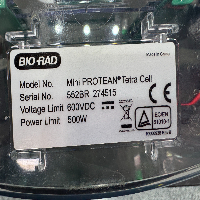 BIO-RAD
Model No. Mini PROTEAN® Tetra Cell
Serial No. 552BR 274515
Voltage Limit 600VDC
Power Limit 500W